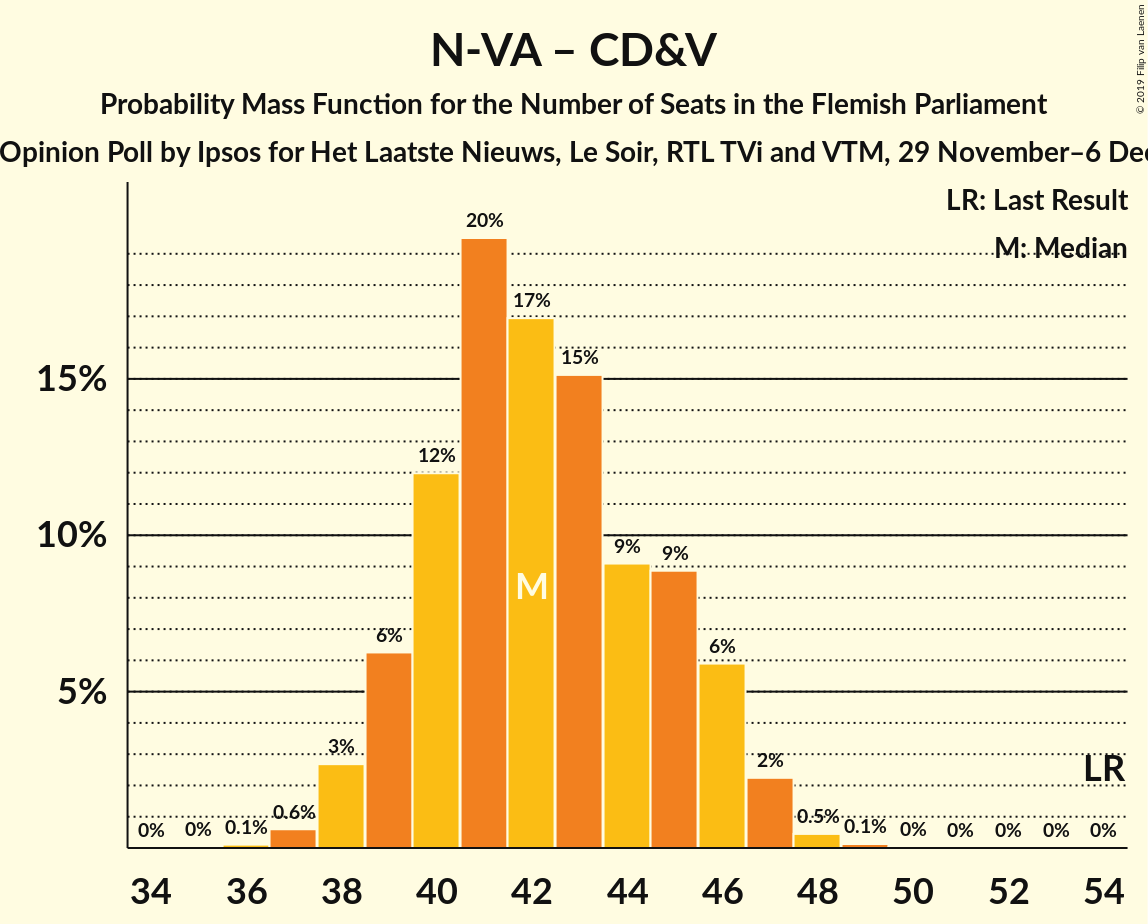 N-VA – CD&V
Probability Mass Function for the Number of Seats in the Flemish Parliament
Opinion Poll by Ipsos for Het Laatste Nieuws, Le Soir, RTL TVi and VTM, 29 November–6 Dec
© 2019 Filip van Laenen
LR: Last Result
M: Median
20%
17%
15%
15%
12%
10%
9%
9%
M
6%
6%
5%
3%
2%
LR
0%
0%
0.1%
0.6%
0.5%
0.1%
0%
0%
0%
0%
0%
34 36 38 40 42 44 46 48 50 52 54